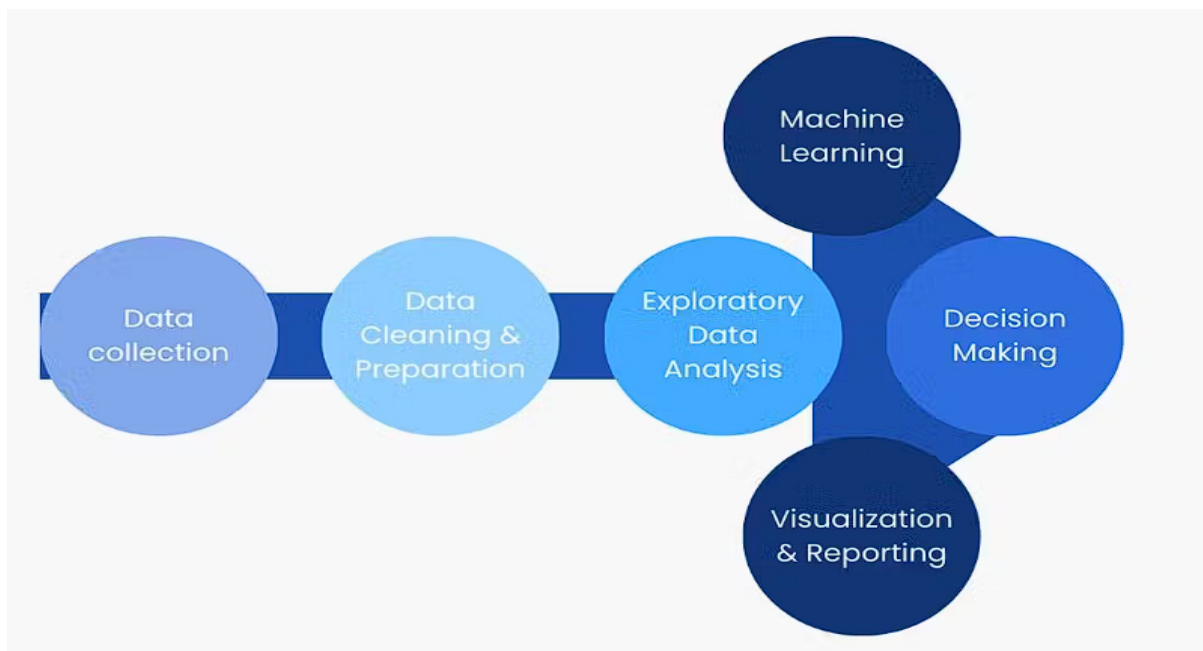 Data
collection
Data
Cleaning &
Preparation
Exploratory
Data
Analysis
Machine
Learning
Visualization
& Reporting
Decision
Making